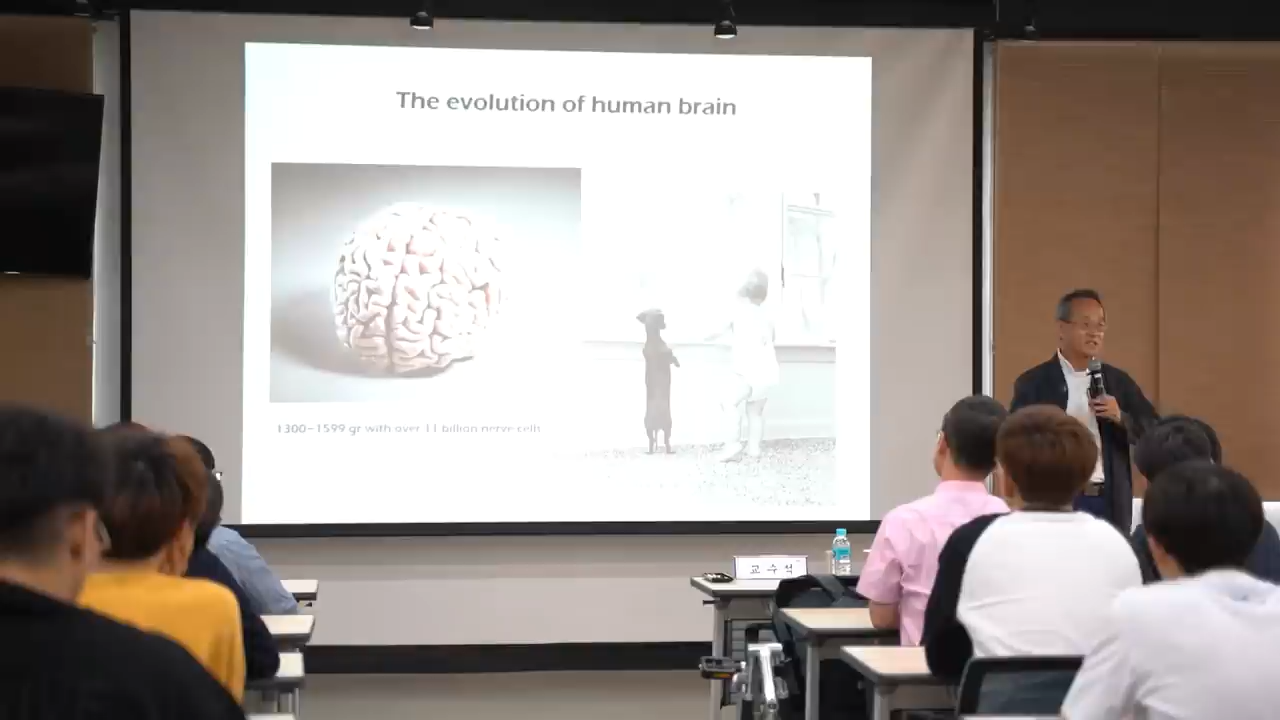 The evolution of human brain
1300-1599 gr with over 11 billion nerve cells
교 수 석